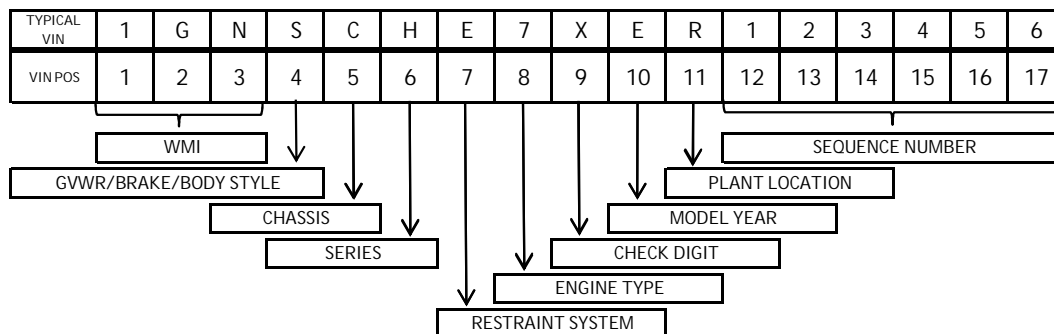 TYPICAL VIN 1 G N S C H E 7 X E R 1 2 3 4 5 6
VIN POS 1 2 3 4 5 6 7 8 9 10 11 12 13 14 15 16 17
WMI SEQUENCE NUMBER
GVWR/BRAKE/BODY STYLE PLANT LOCATION
CHASSIS MODEL YEAR
SERIES CHECK DIGIT
ENGINE TYPE
RESTRAINT SYSTEM